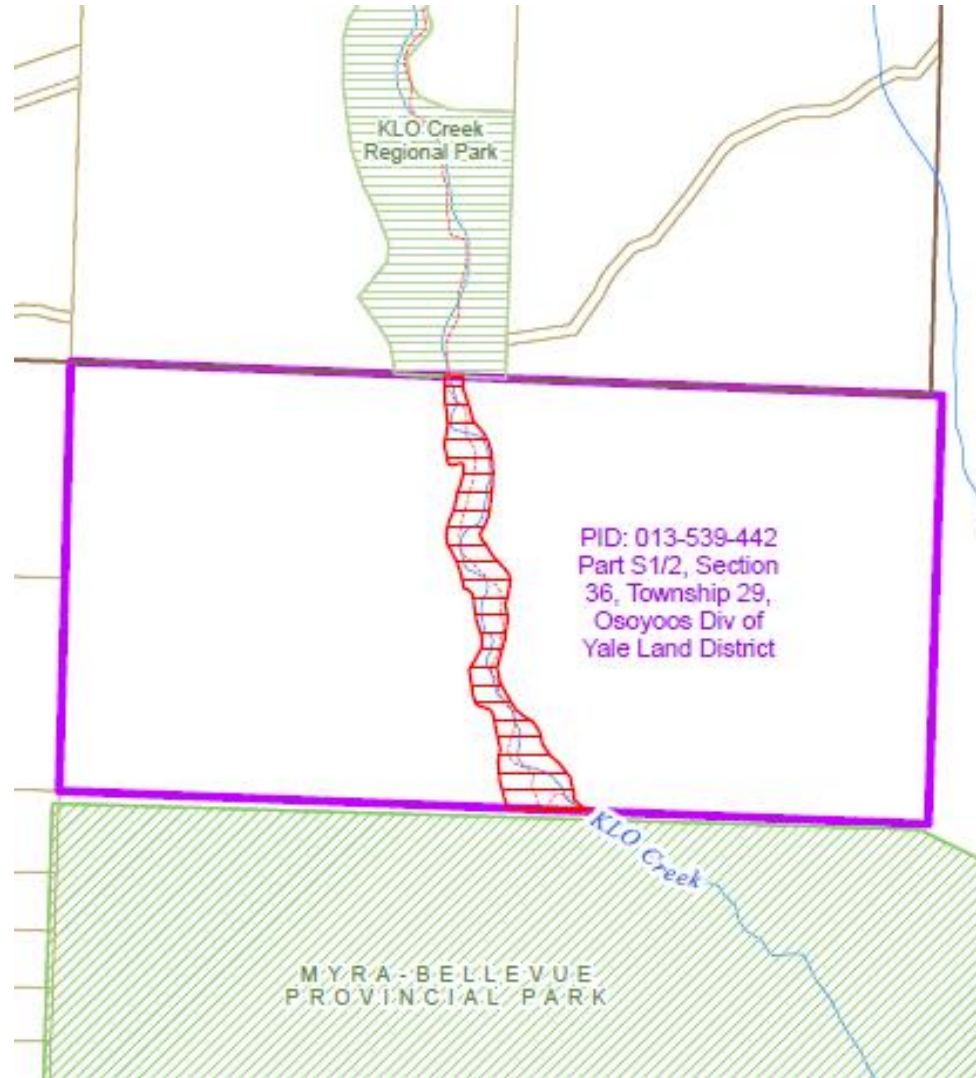 KLO Creek
Regional Park
PID: 013-539-442
Part S1/2, Section
36, Township 29,
Osoyoos Div of
Yale Land District
KLO Creek
MYRA-BELLEVUE
PROVINCIAL PARK